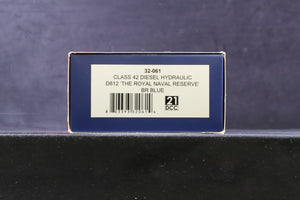 32-061
CLASS 42 DIESEL HYDRAULIC
D812 'THE ROYAL NAVAL RESERVE'
BR BLUE
21
DCC